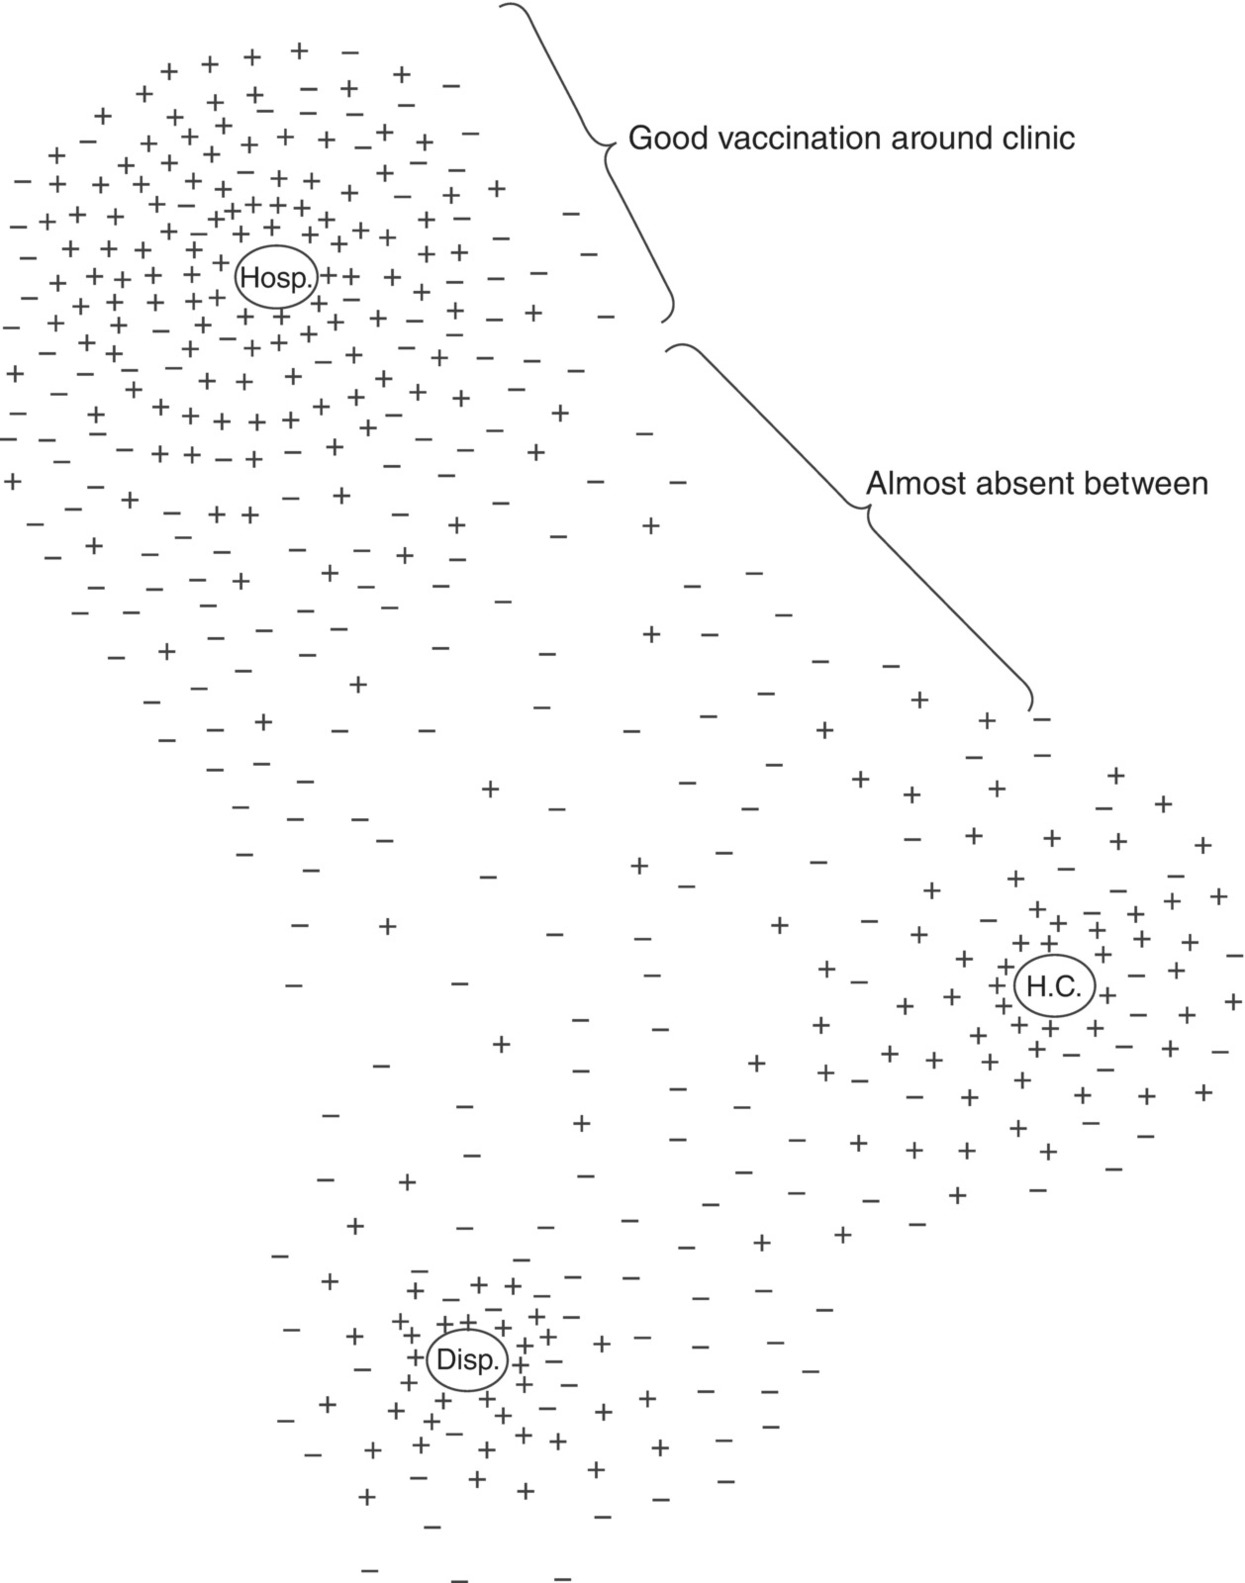 Good vaccination around clinic
Hosp.
Almost absent between
H.C.
Disp.